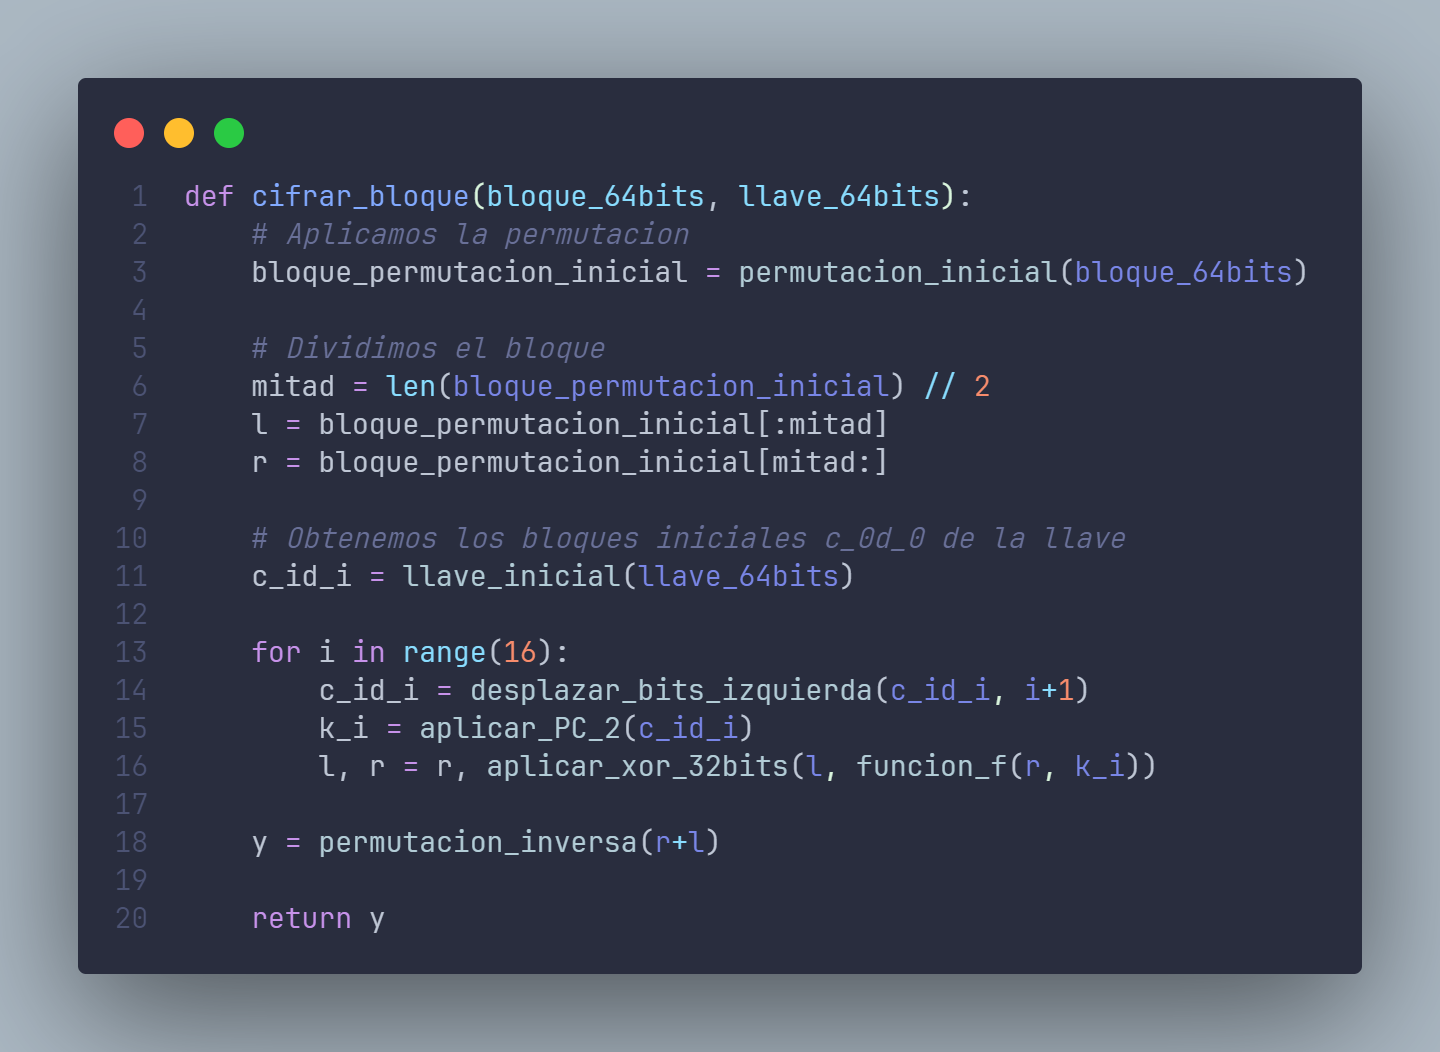 1 def cifrar_bloque(bloque_64bits, llave_64bits):
2     # Aplicamos la permutacion
3     bloque_permutacion_inicial = permutacion_inicial(bloque_64bits)
4
5     # Dividimos el bloque
6     mitad = len(bloque_permutacion_inicial) // 2
7     l = bloque_permutacion_inicial[:mitad]
8     r = bloque_permutacion_inicial[mitad:]
9
10     # Obtenemos los bloques iniciales c_0d_0 de la llave
11     c_id_i = llave_inicial(llave_64bits)
12
13     for i in range(16):
14         c_id_i = desplazar_bits_izquierda(c_id_i, i+1)
15         k_i = aplicar_PC_2(c_id_i)
16         l, r = r, aplicar_xor_32bits(l, funcion_f(r, k_i))
17
18     y = permutacion_inversa(r+l)
19
20     return y